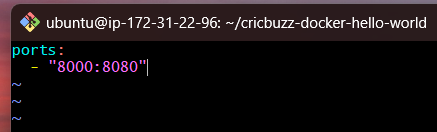 ubuntu@ip-172-31-22-96: ~/cricbuzz-docker-hello-world
ports:
  - "8000:8080"
~
~
~